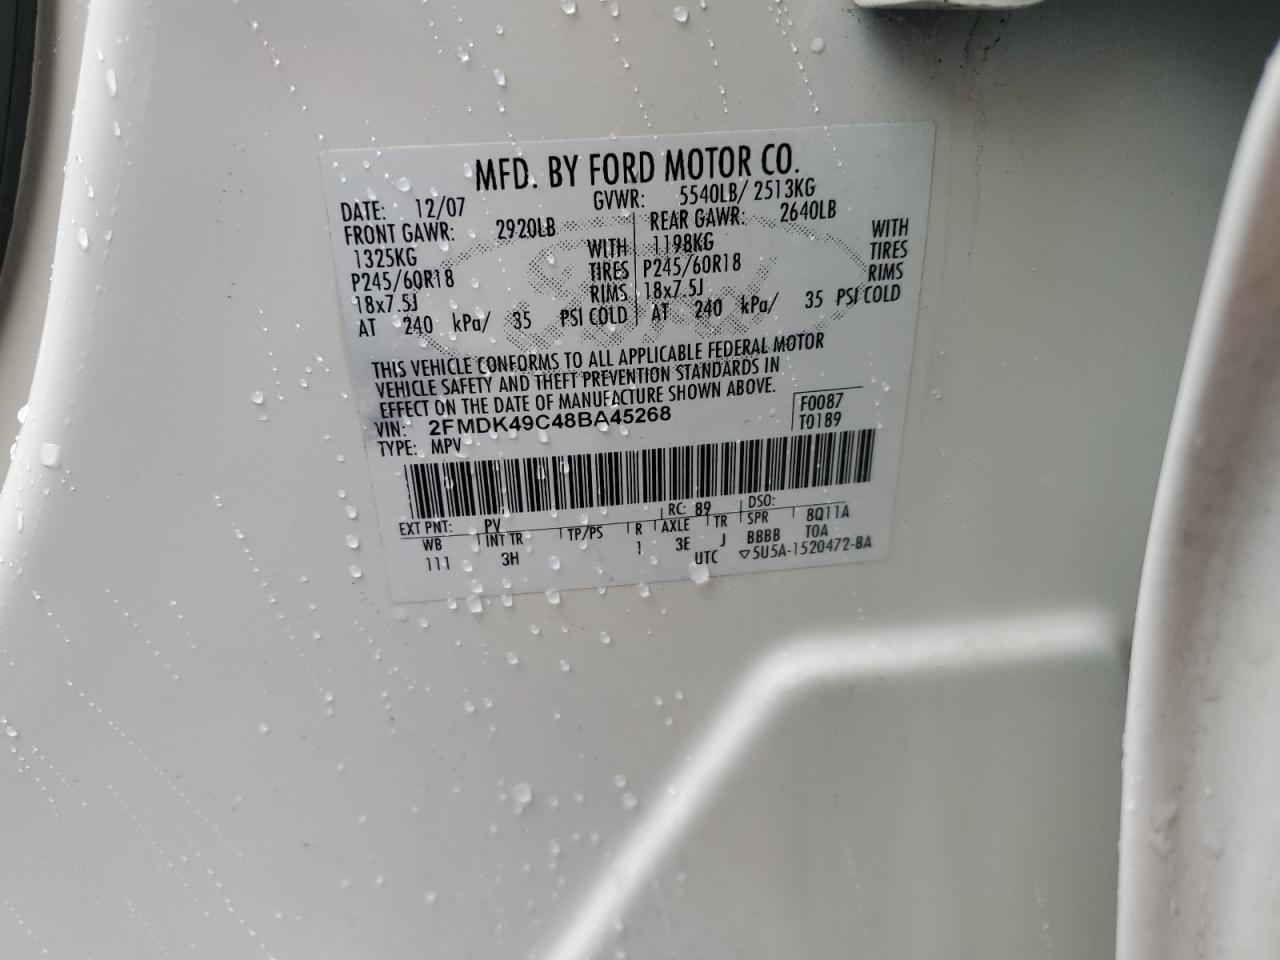 MFD. BY FORD MOTOR CO.
DATE: 12/07 GVWR: 5540LB/ 2513KG
FRONT GAWR: 2920LB REAR GAWR: 2640LB
1325KG WITH 1198KG WITH
P245/60R18 TIRES P245/60R18 TIRES
18x7.5J RIMS 18x7.5J RIMS
AT 240 kPa/ 35 PSI COLD AT 240 kPa/ 35 PSI COLD
THIS VEHICLE CONFORMS TO ALL APPLICABLE FEDERAL MOTOR
VEHICLE SAFETY AND THEFT PREVENTION STANDARDS IN
EFFECT ON THE DATE OF MANUFACTURE SHOWN ABOVE.
VIN: 2FMDK49C48BA45268 F0087
TYPE: MPV T0189
EXT PNT: PV RC: 89 DSO:
WB INT TR TP/PS R AXLE TR SPR 8Q11A
111 3H 1 3E J BBBB TOA
UTC ▽5U5A-1520472-BA